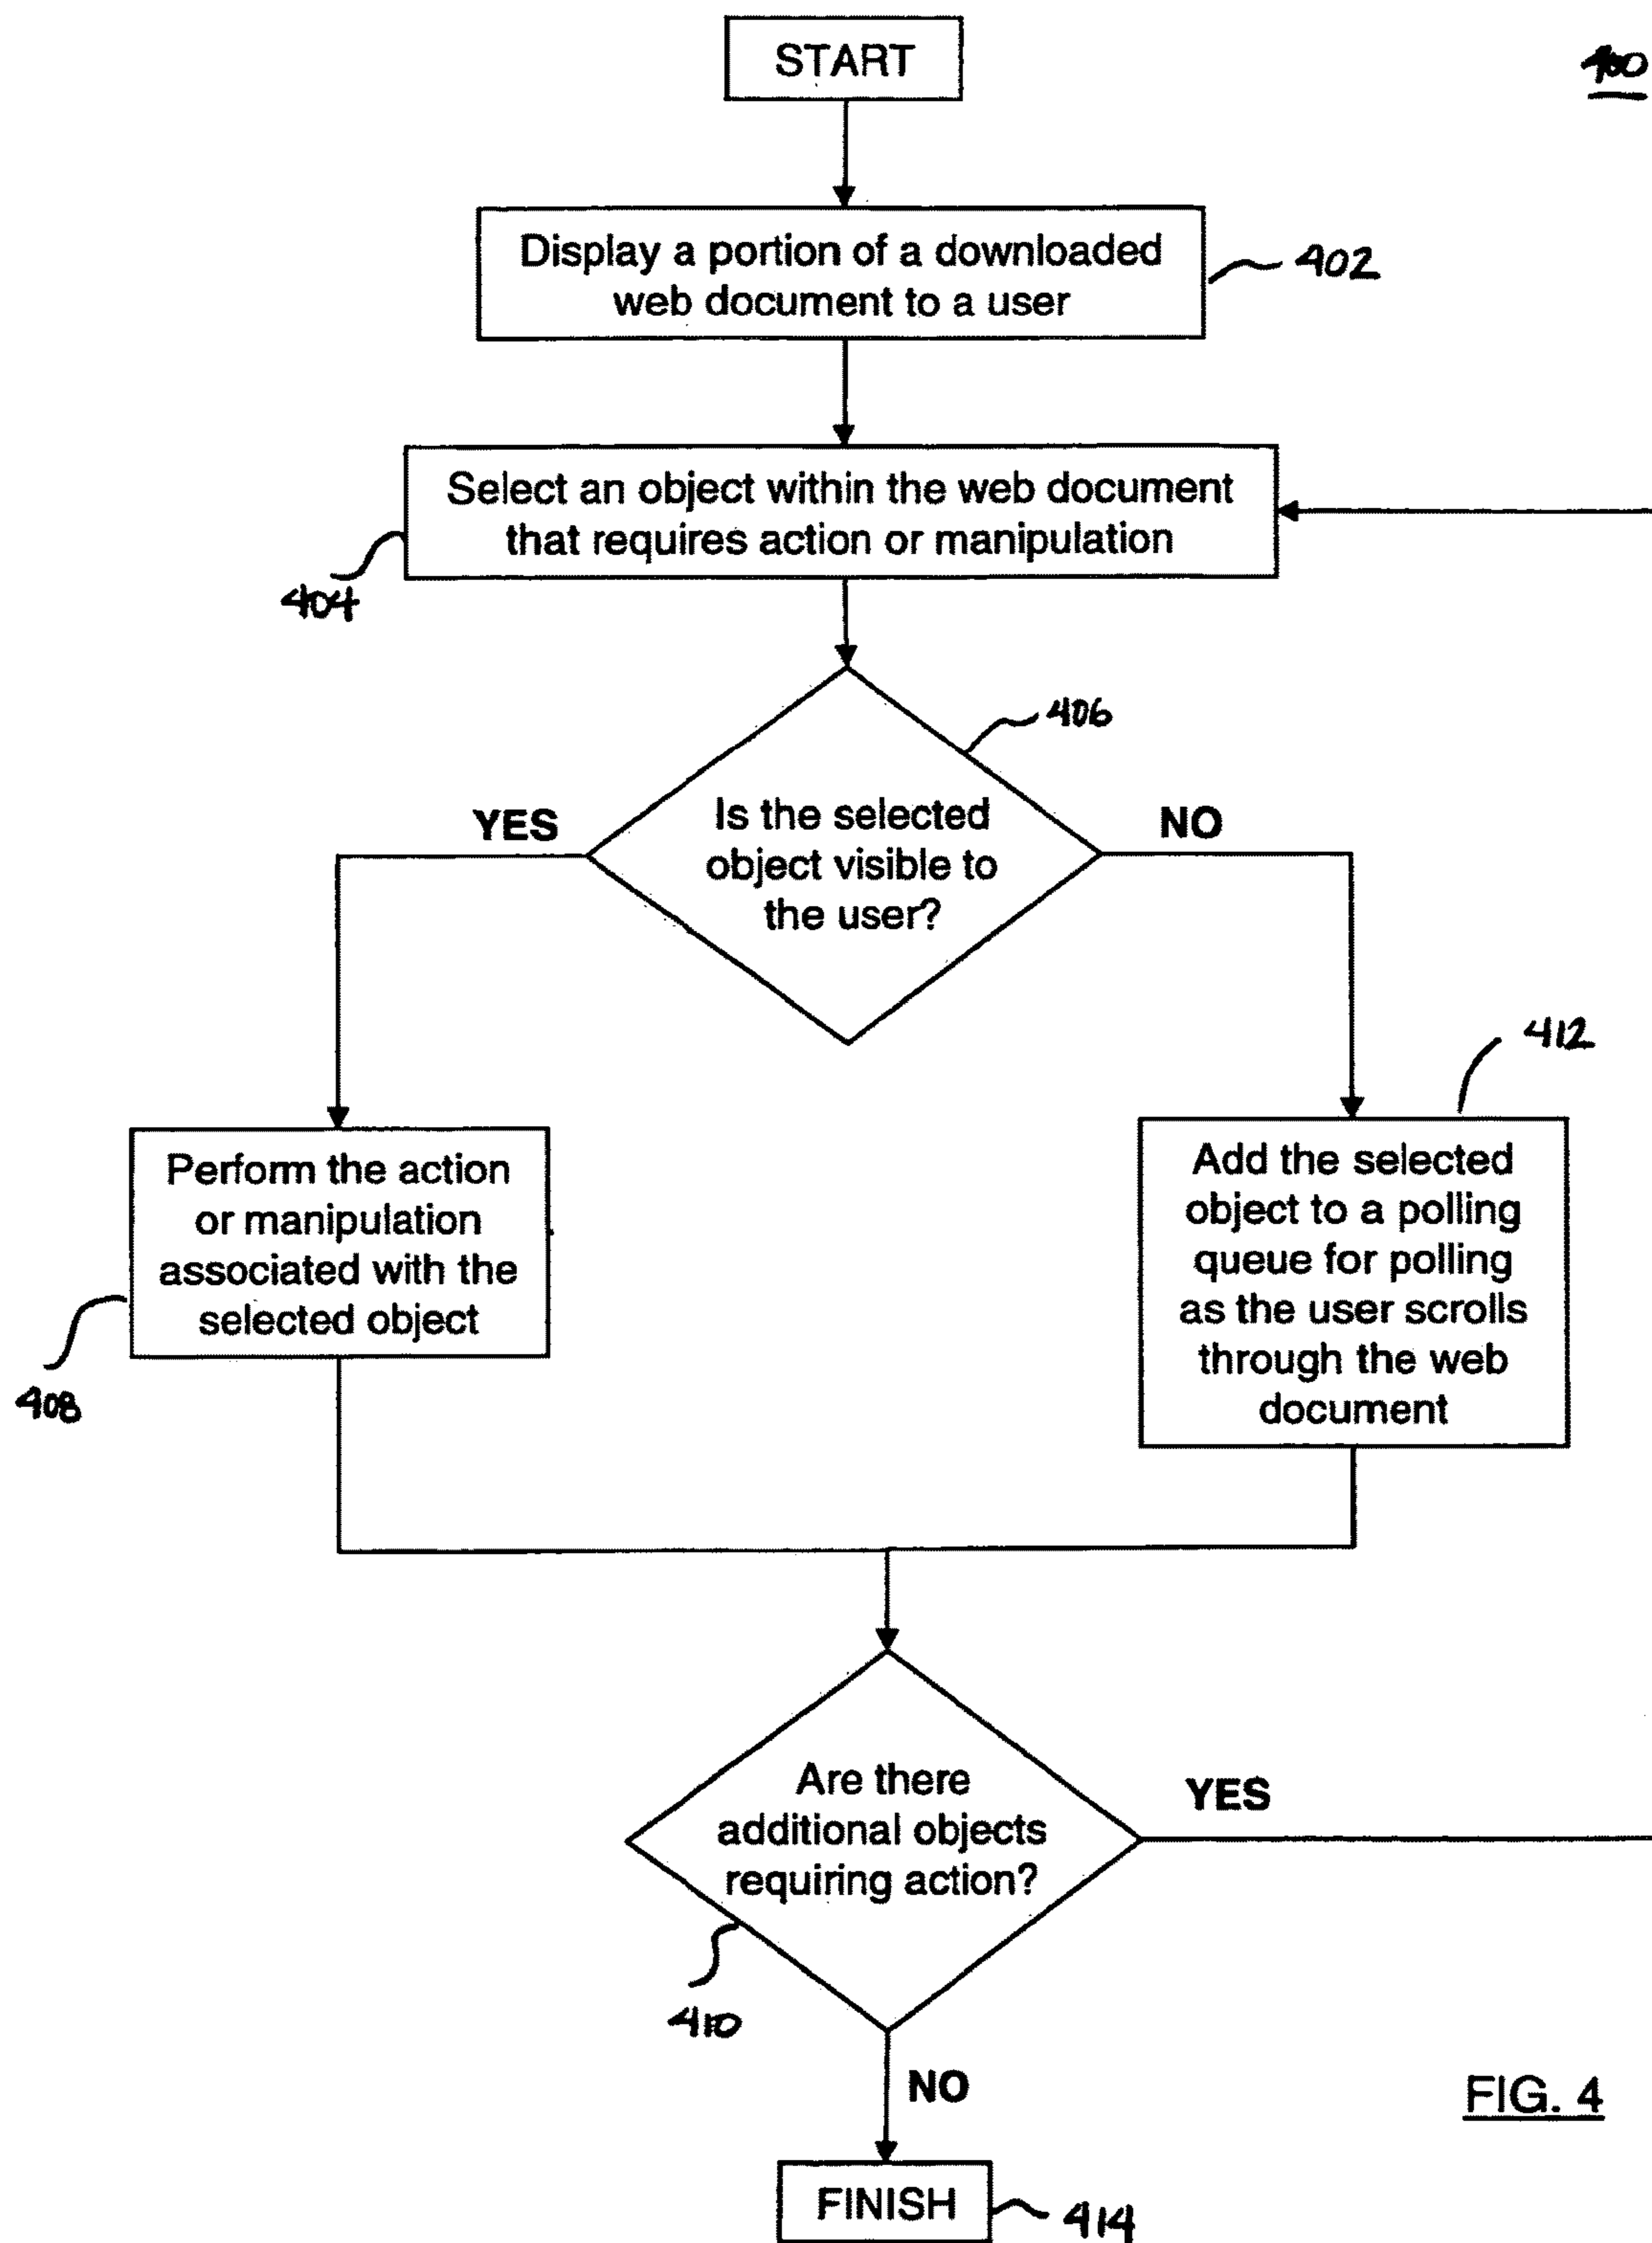 START
400
Display a portion of a downloaded
web document to a user
402
Select an object within the web document
that requires action or manipulation
404
406
YES
NO
Is the selected
object visible to
the user?
412
Perform the action
or manipulation
associated with the
selected object
408
Add the selected
object to a polling
queue for polling
as the user scrolls
through the web
document
Are there
additional objects
requiring action?
YES
410
NO
FIG. 4
FINISH
414